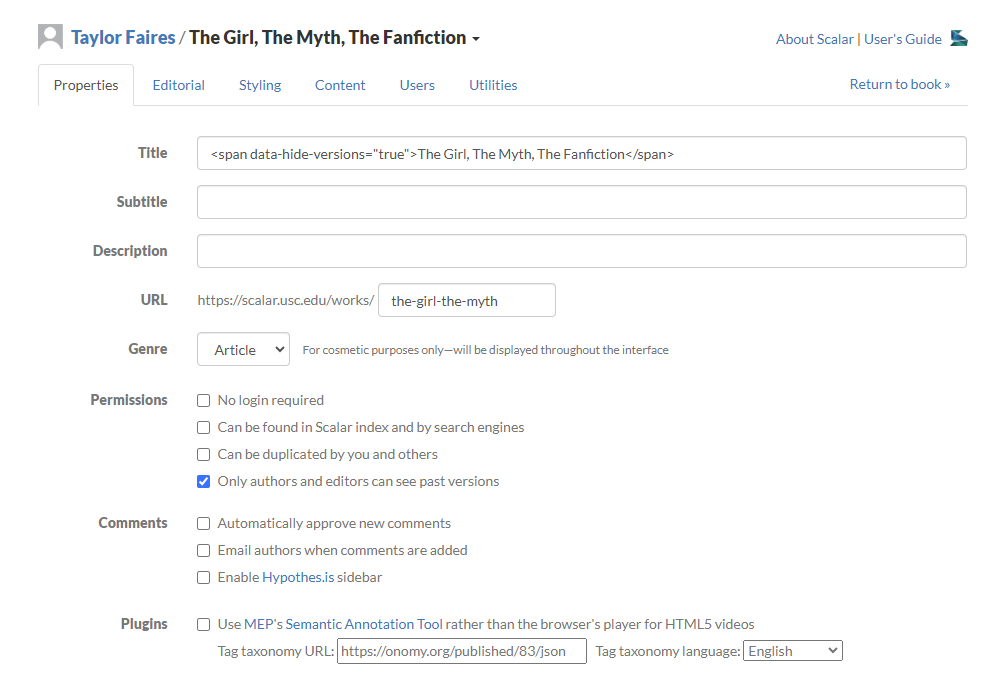 Taylor Faires / The Girl, The Myth, The Fanfiction
About Scalar | User's Guide
Properties Editorial Styling Content Users Utilities Return to book »
Title <span data-hide-versions="true">The Girl, The Myth, The Fanfiction</span>
Subtitle
Description
URL https://scalar.usc.edu/works/ the-girl-the-myth
Genre Article For cosmetic purposes only—will be displayed throughout the interface
Permissions No login required
Can be found in Scalar index and by search engines
Can be duplicated by you and others
Only authors and editors can see past versions
Comments Automatically approve new comments
Email authors when comments are added
Enable Hypothes.is sidebar
Plugins Use MEP's Semantic Annotation Tool rather than the browser's player for HTML5 videos
Tag taxonomy URL: https://onomy.org/published/83/json Tag taxonomy language: English